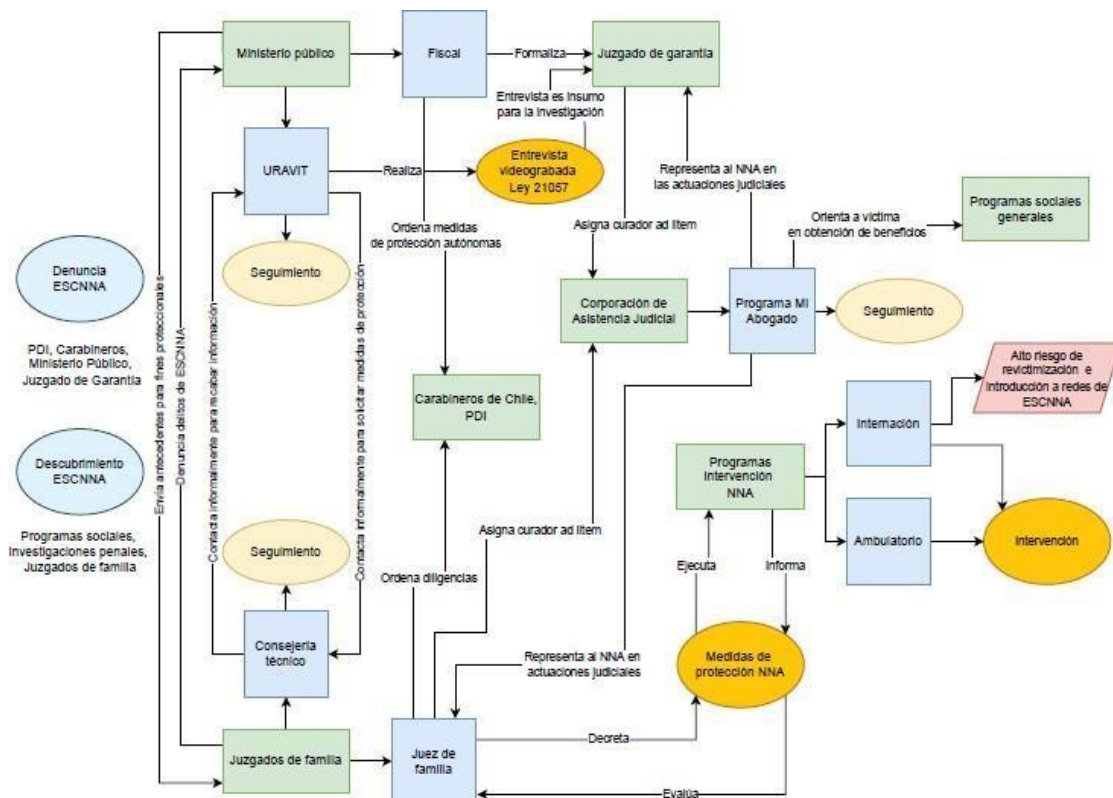 Ministerio público
Fiscal
Formaliza
Juzgado de garantía
Entrevista es insumo
para la investigación
URAVIT
Realiza
Entrevista
videograbada
Ley 21057
Representa al NNA en
las actuaciones judiciales
Programas sociales
generales
Orienta a víctima
en obtención de beneficios
Ordena medidas
de protección autónomas
Asigna curador ad litem
Denuncia
ESCNNA
Seguimiento
PDI, Carabineros,
Ministerio Público,
Juzgado de Garantía
Corporación de
Asistencia Judicial
Programa Mi
Abogado
Seguimiento
Alto riesgo de
revictimización e
introducción a redes de
ESCNNA
Carabineros de Chile,
PDI
Internación
Descubrimiento
ESCNNA
Programas
intervención
NNA
Programas sociales,
Investigaciones penales,
Juzgados de familia
Envía antecedentes para fines proteccionales
Denuncia delitos de ESCNNA
Contacta informalmente para recabar información
Contacta informalmente para solicitar medidas de protección
Seguimiento
Asigna curador ad litem
Ambulatorio
Intervención
Ordena diligencias
Ejecuta
Informa
Consejería
técnico
Representa al NNA en
actuaciones judiciales
Medidas de
protección NNA
Juzgados de familia
Juez de
familia
Decreta
Evalúa